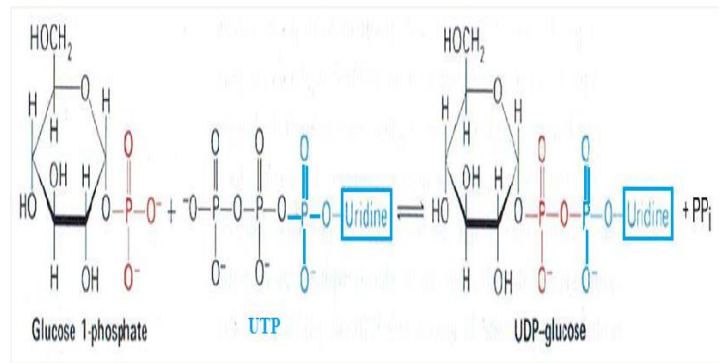 HOCH₂ HOCH₂
O O
H H H H
H H
O O O O O O
OH H OH H
HO O–P–O⁻ + ⁻O–P–O–P–O–P–O–Uridine ⇌ HO O–P–O–P–O–Uridine + PPᵢ
H OH O⁻ O⁻ O⁻ O⁻ H OH O⁻ O⁻
Glucose 1-phosphate UTP UDP-glucose